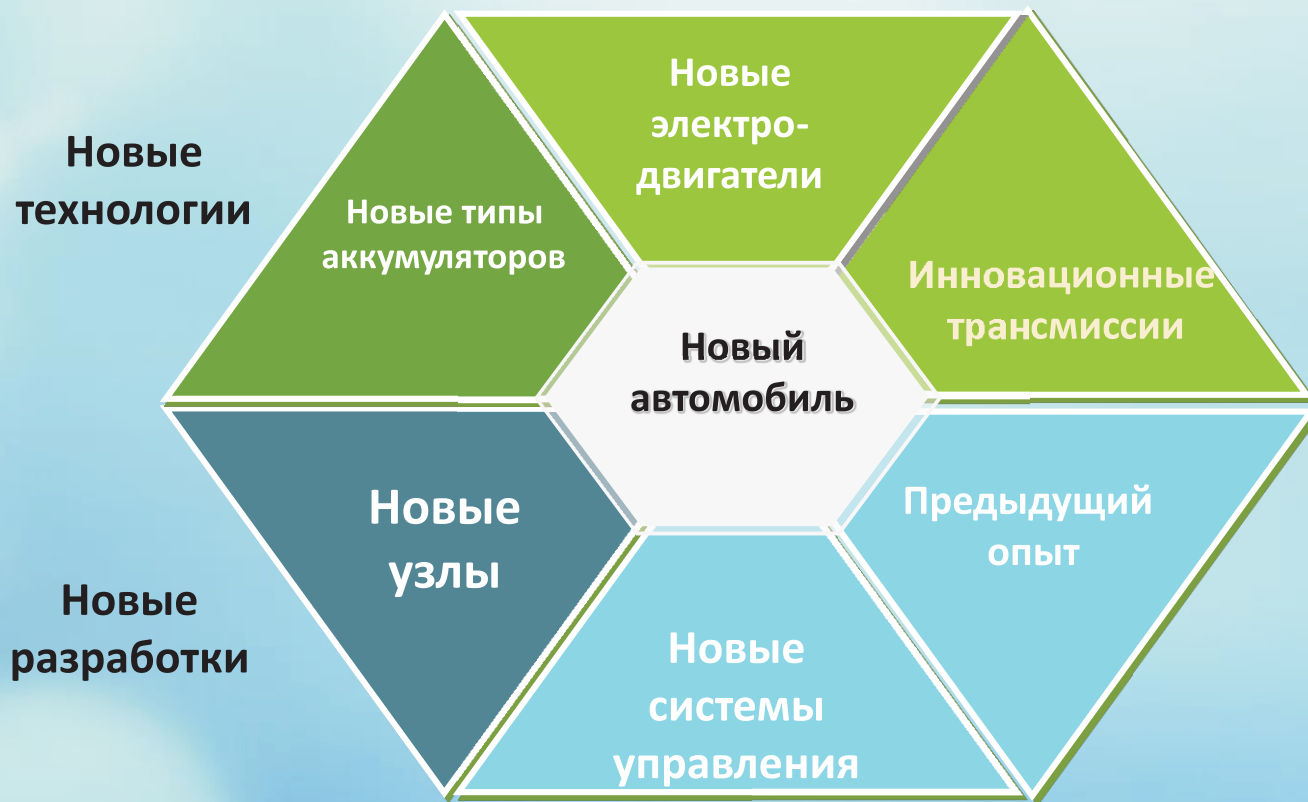 Новые
технологии
Новые типы
аккумуляторов
Новые
электро-
двигатели
Инновационные
трансмиссии
Новый
автомобиль
Новые
разработки
Новые
узлы
Новые
системы
управления
Предыдущий
опыт